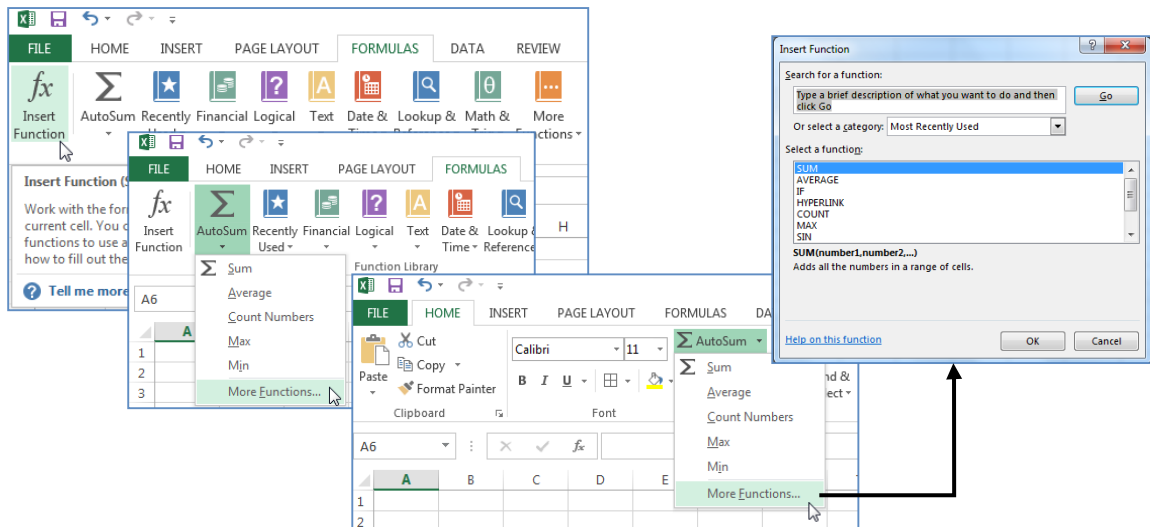 FILE HOME INSERT PAGE LAYOUT FORMULAS DATA REVIEW
fx Σ ? A θ
Insert AutoSum Recently Financial Logical Text Date & Lookup & Math & More
Function
Insert Function
Work with the
current cell. You
functions to use
how to fill out the
? Tell me more
FILE HOME INSERT PAGE LAYOUT FORMULAS
fx Σ ? A
Insert AutoSum Recently Financial Logical Text Date & Lookup
Function Used Time Reference
H
Function Library
Σ Sum
Average
Count Numbers
Max
Min
More Functions...
A6
A
1
2
3
FILE HOME INSERT PAGE LAYOUT FORMULAS
Cut
Copy
Format Painter
Paste
Clipboard
Calibri 11
B I U
Font
Σ AutoSum
Σ Sum
Average
Count Numbers
Max
Min
More Functions...
A6 fx
A B C D E
1
2
Insert Function
? X
Search for a function:
Type a brief description of what you want to do and then
click Go
Go
Or select a category: Most Recently Used
Select a function:
SUM
AVERAGE
IF
HYPERLINK
COUNT
MAX
SIN
SUM(number1,number2,...)
Adds all the numbers in a range of cells.
Help on this function
OK Cancel